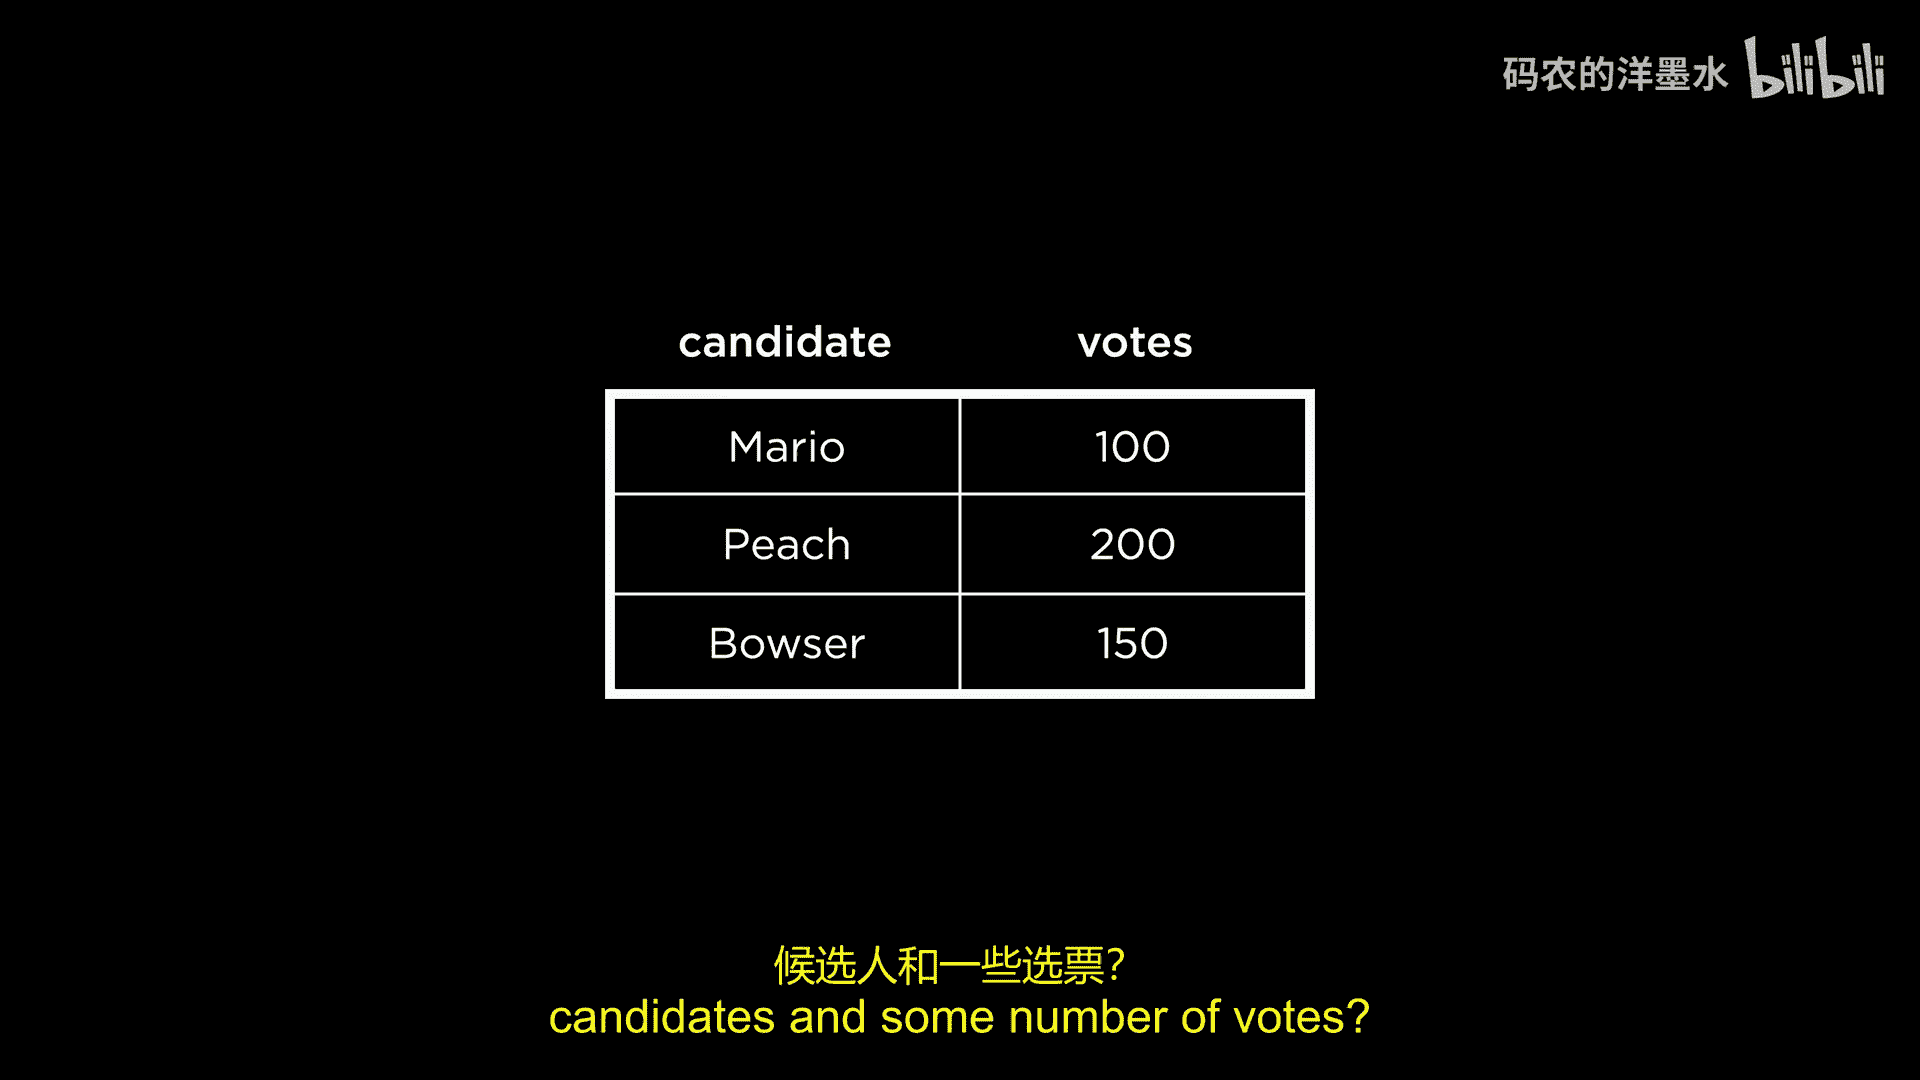 码农的洋墨水 bilibili
candidate votes
Mario 100
Peach 200
Bowser 150
候选人和一些选票?
candidates and some number of votes?